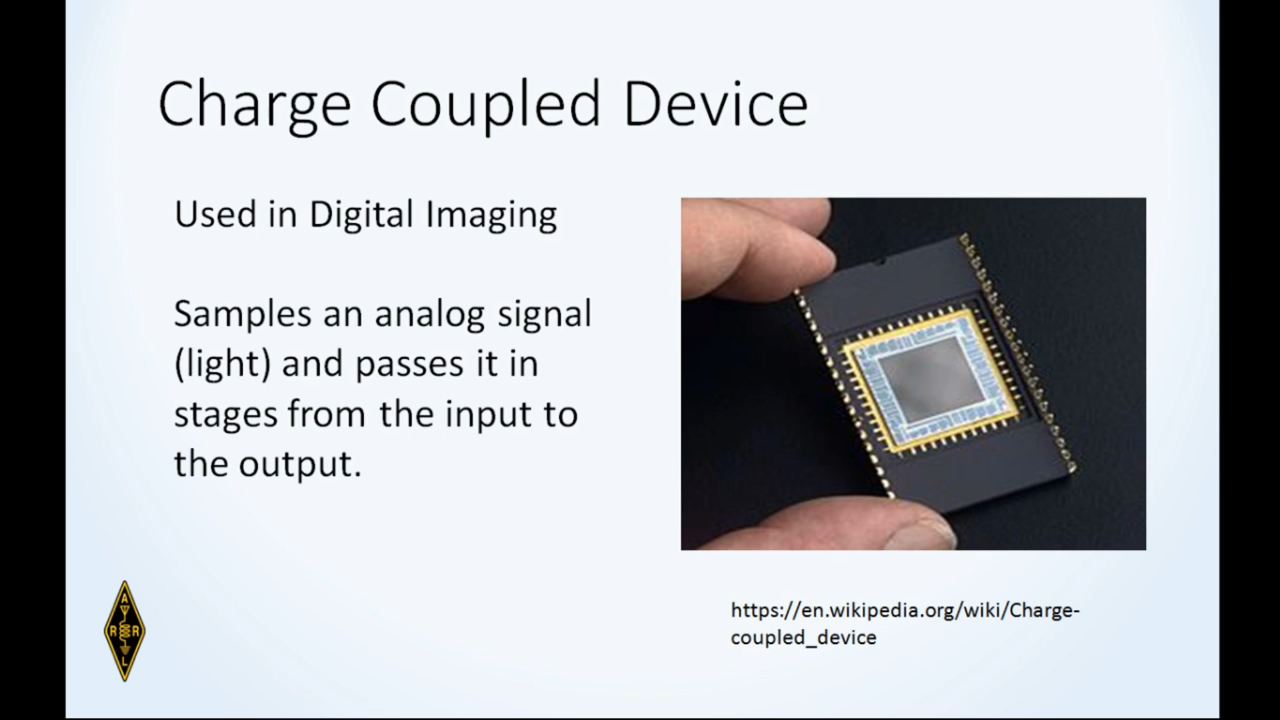 Charge Coupled Device
Used in Digital Imaging
Samples an analog signal
(light) and passes it in
stages from the input to
the output.
https://en.wikipedia.org/wiki/Charge-
coupled_device
A
R R
L